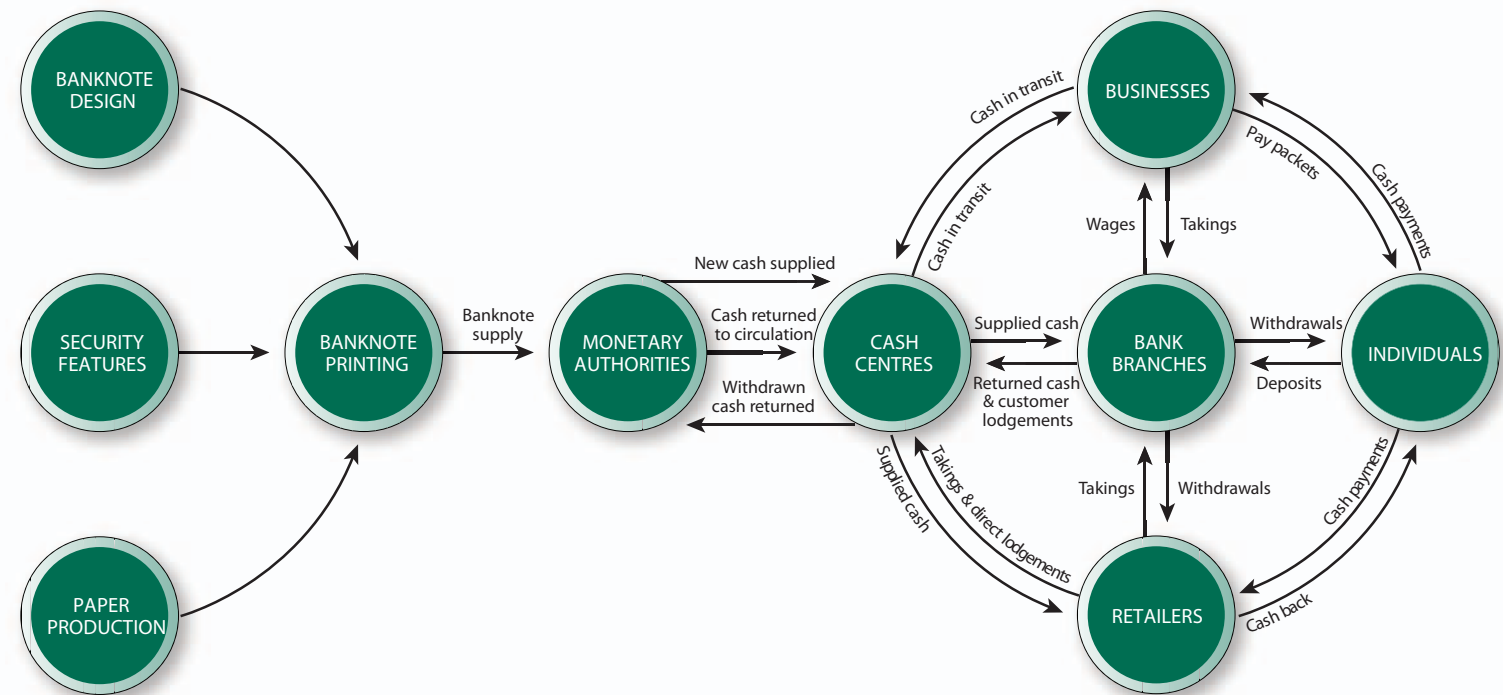 BANKNOTE
DESIGN
SECURITY
FEATURES
PAPER
PRODUCTION
BANKNOTE
PRINTING
Banknote
supply
MONETARY
AUTHORITIES
New cash supplied
Cash returned
to circulation
Withdrawn
cash returned
CASH
CENTRES
Cash in transit
Cash in transit
Supplied cash
Returned cash
& customer
lodgements
Supplied cash
Takings & direct lodgements
BUSINESSES
Wages
Takings
BANK
BRANCHES
Takings
Withdrawals
RETAILERS
Pay packets
Cash payments
Withdrawals
Deposits
INDIVIDUALS
Cash payments
Cash back